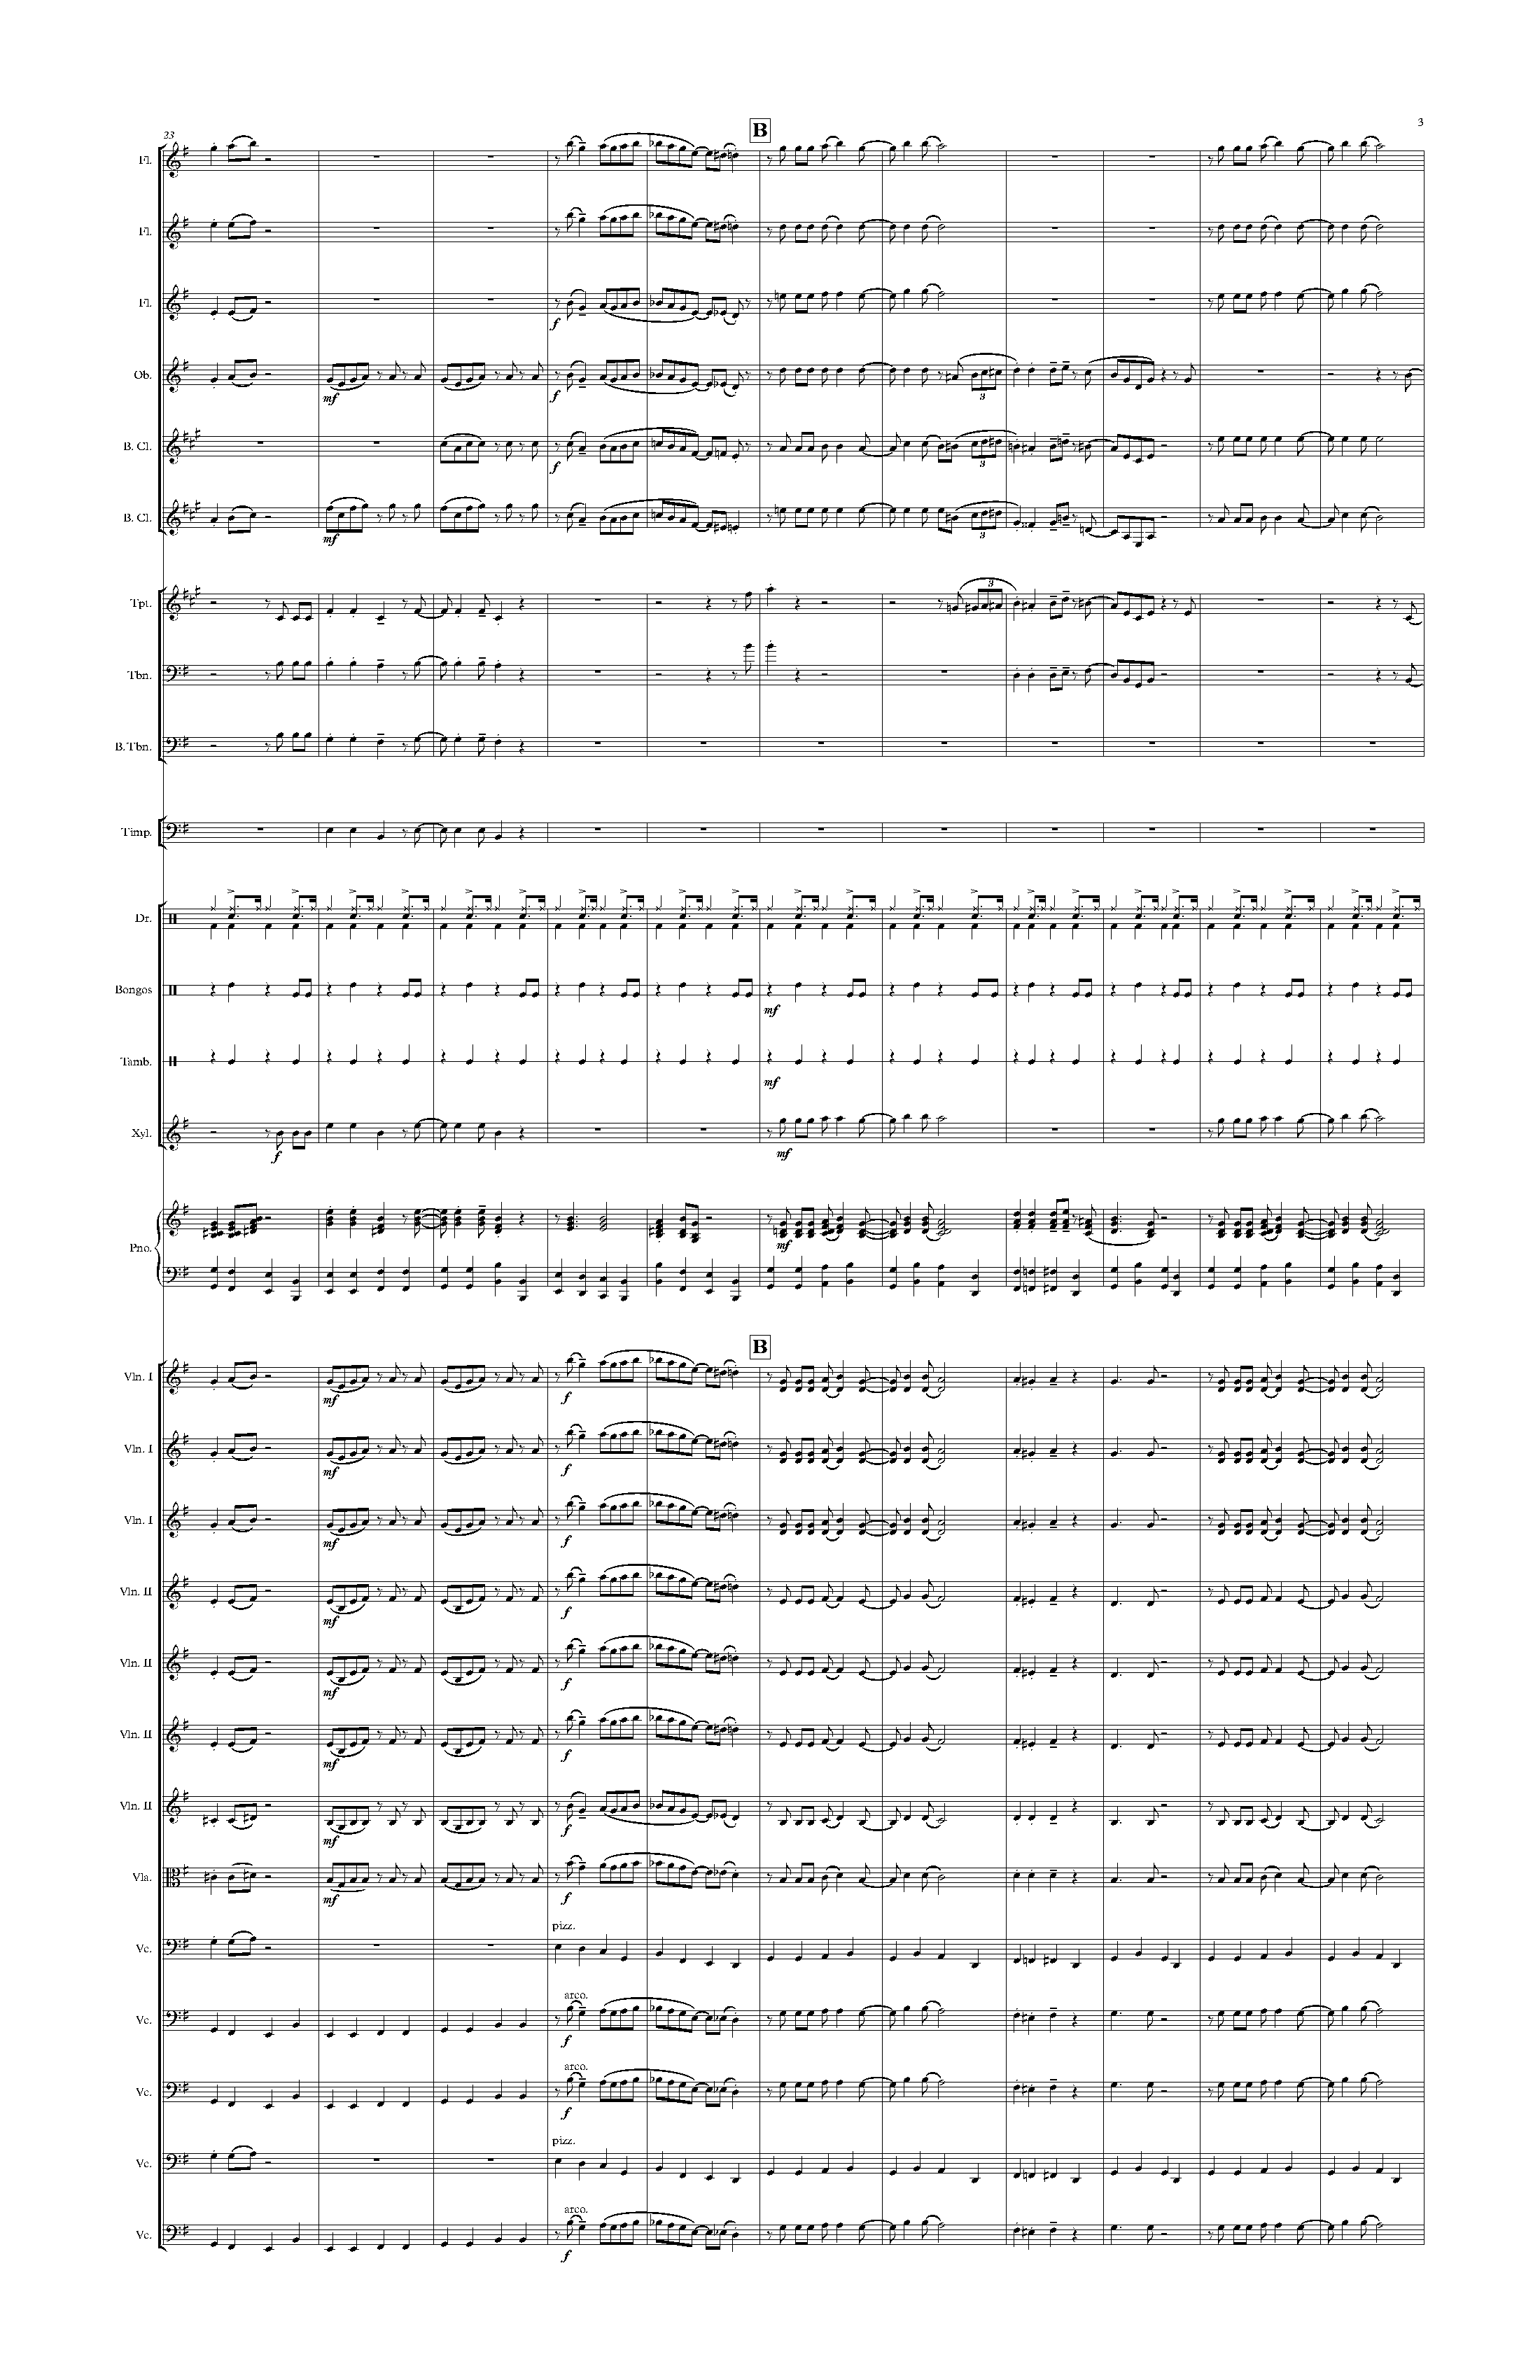 3
23
B
Fl.
Fl.
Fl.
f
Ob.
mf
f
3
B. Cl.
f
3
B. Cl.
mf
3
Tpt.
3
Tbn.
B. Tbn.
Timp.
Dr.
Bongos
mf
Tamb.
mf
Xyl.
f
mf
Pno.
mf
B
Vln. I
mf
f
Vln. I
mf
f
Vln. I
mf
f
Vln. II
mf
f
Vln. II
mf
f
Vln. II
mf
f
Vln. II
mf
f
Vla.
mf
f
pizz.
Vc.
arco.
Vc.
f
arco.
Vc.
f
pizz.
Vc.
arco.
Vc.
f